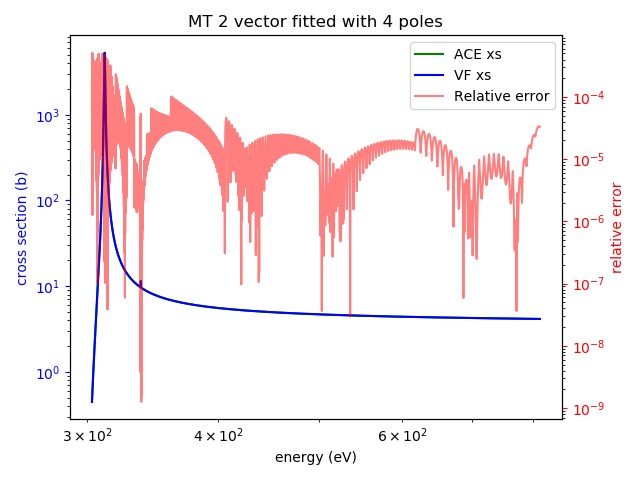 MT 2 vector fitted with 4 poles
ACE xs
VF xs
Relative error
cross section (b)
10³
10²
10¹
10⁰
10⁻⁴
10⁻⁵
10⁻⁶
10⁻⁷
10⁻⁸
10⁻⁹
relative error
3 × 10²
4 × 10²
6 × 10²
energy (eV)